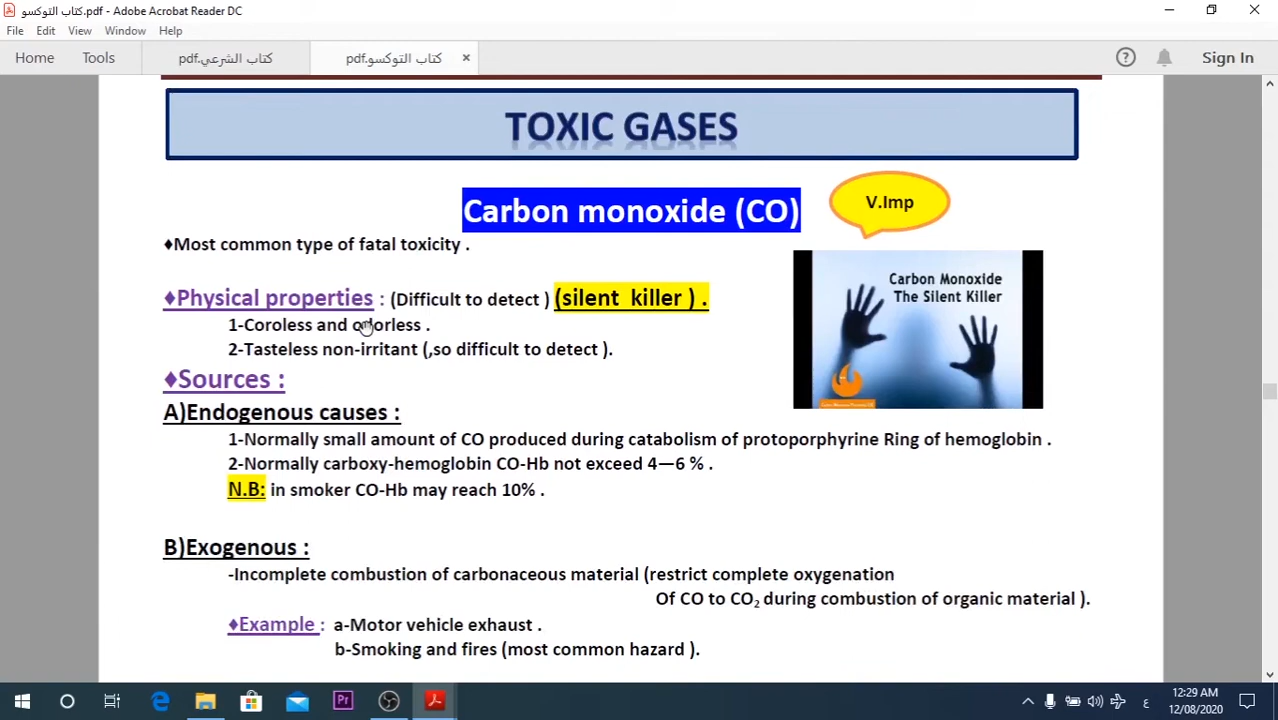 كتاب التوكسو.pdf - Adobe Acrobat Reader DC
File Edit View Window Help
Home Tools كتاب الشرعي.pdf كتاب التوكسو.pdf × Sign In
TOXIC GASES
Carbon monoxide (CO)
V.Imp
♦Most common type of fatal toxicity .
Carbon Monoxide
The Silent Killer
♦Physical properties : (Difficult to detect ) (silent killer ) .
1-Coroless and odorless .
2-Tasteless non-irritant (,so difficult to detect ).
♦Sources :
A)Endogenous causes :
1-Normally small amount of CO produced during catabolism of protoporphyrine Ring of hemoglobin .
2-Normally carboxy-hemoglobin CO-Hb not exceed 4—6 % .
N.B: in smoker CO-Hb may reach 10% .
B)Exogenous :
-Incomplete combustion of carbonaceous material (restrict complete oxygenation
Of CO to CO₂ during combustion of organic material ).
♦Example : a-Motor vehicle exhaust .
b-Smoking and fires (most common hazard ).
Pr
ع
12:29 AM
12/08/2020